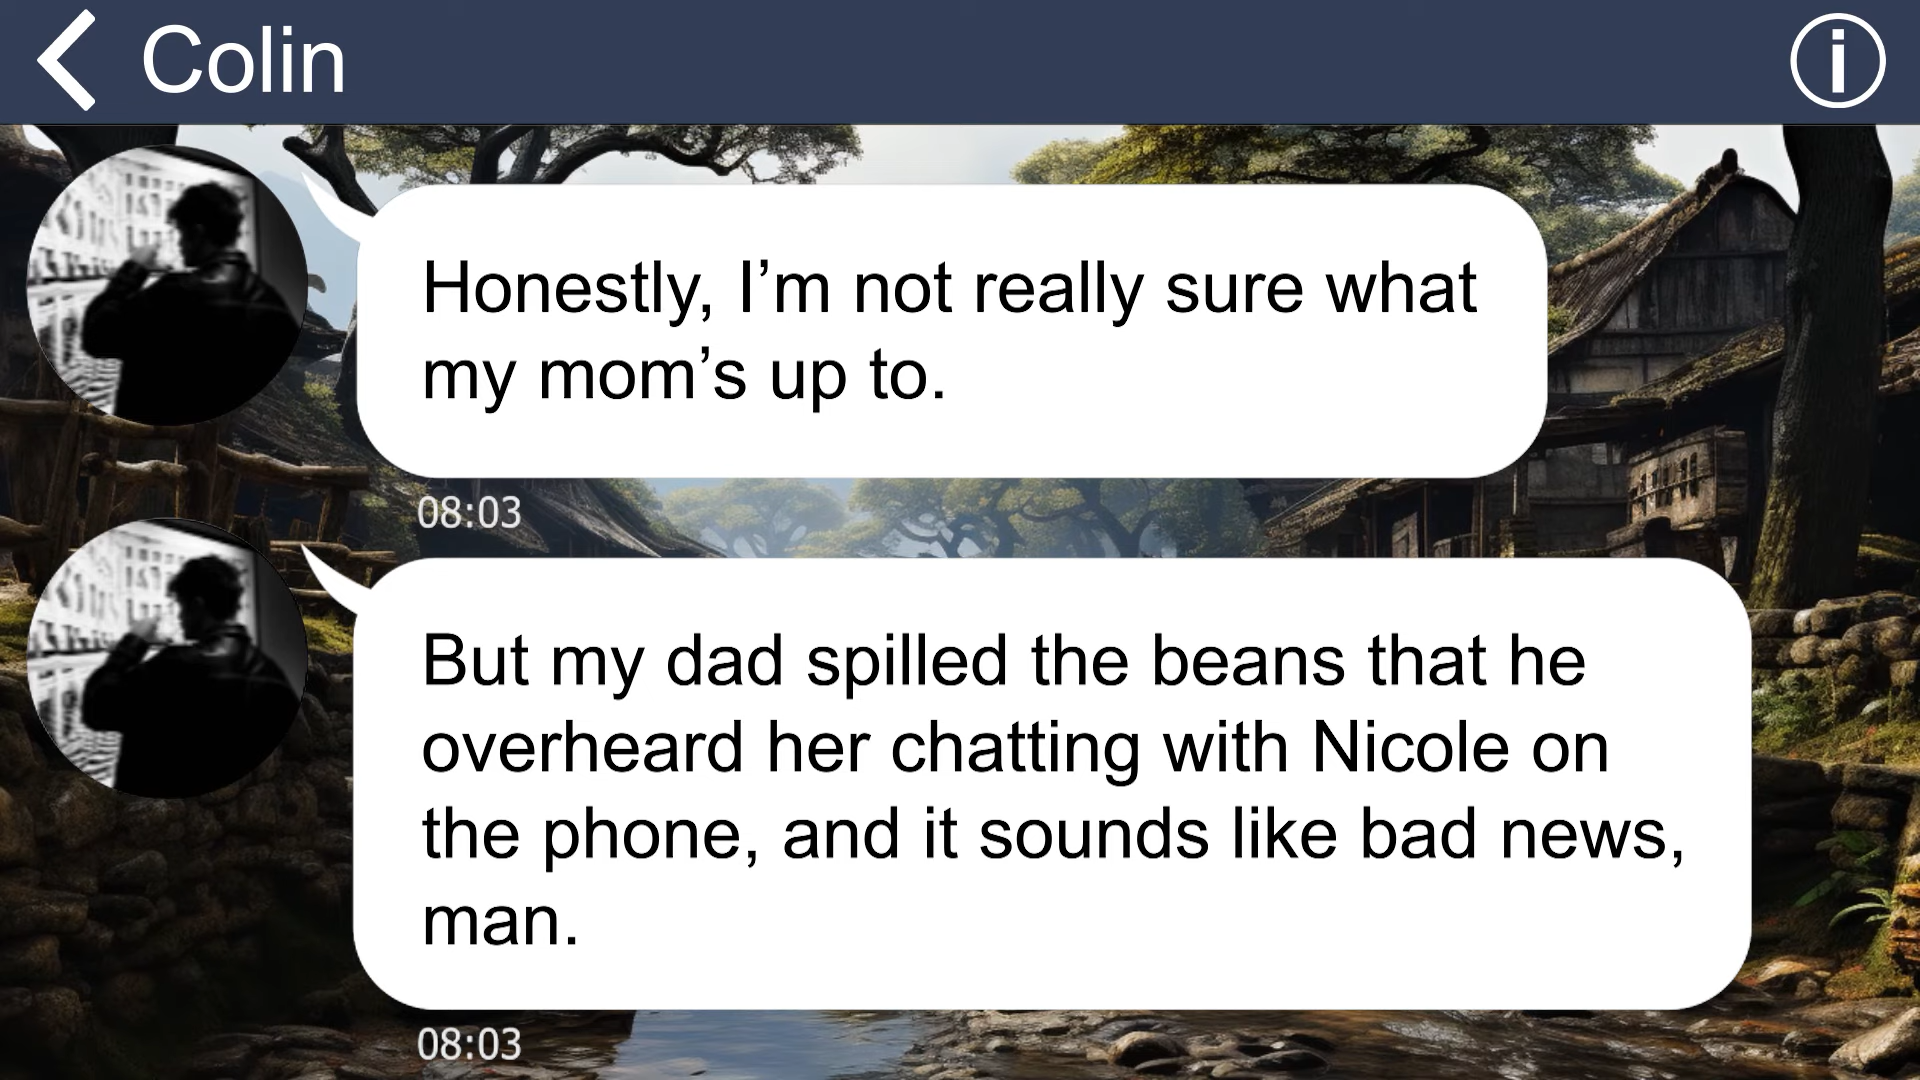 Colin
Honestly, I’m not really sure what
my mom’s up to.
08:03
But my dad spilled the beans that he
overheard her chatting with Nicole on
the phone, and it sounds like bad news,
man.
08:03